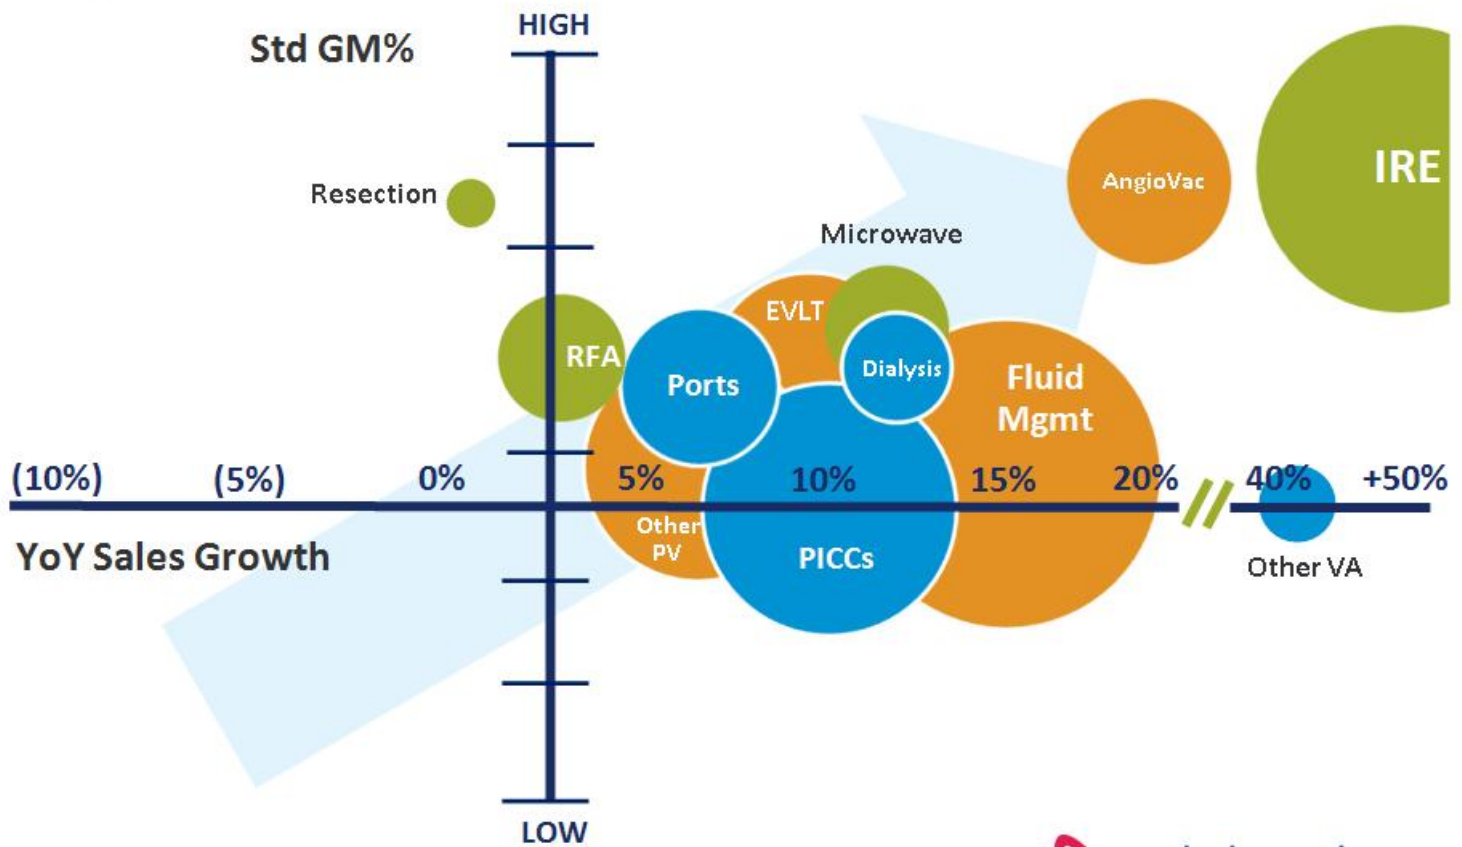 HIGH
Std GM%
IRE
AngioVac
Resection
Microwave
EVLT
RFA
Ports
Dialysis
Fluid
Mgmt
(10%) (5%) 0% 5% 10% 15% 20% 40% +50%
Other
PV
YoY Sales Growth
PICCs
Other VA
LOW